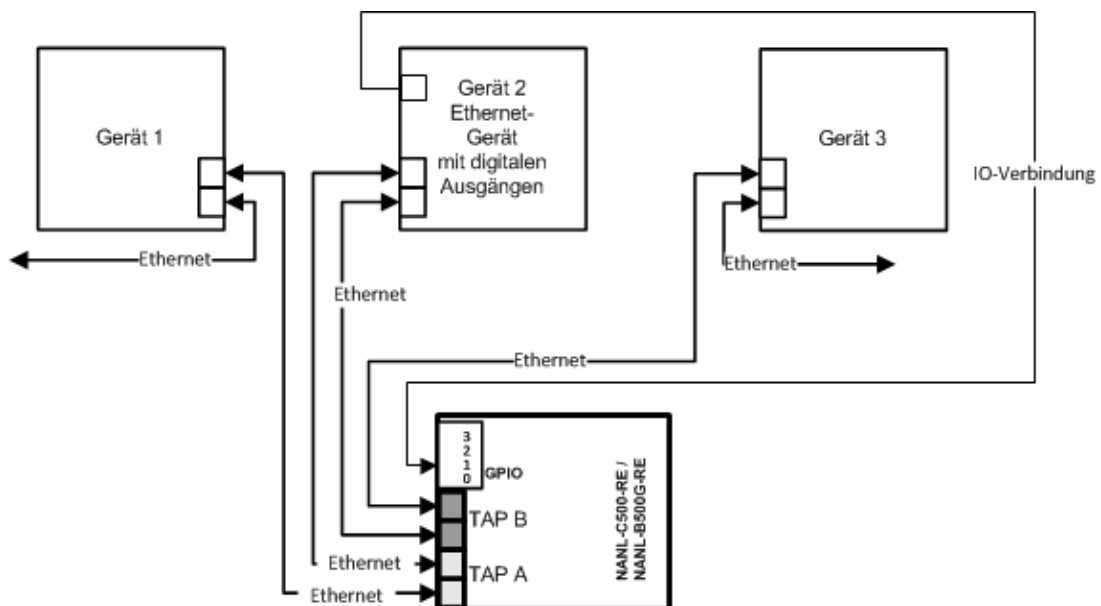 Gerät 1
Gerät 2
Ethernet-
Gerät
mit digitalen
Ausgängen
Gerät 3
IO-Verbindung
Ethernet
Ethernet
Ethernet
Ethernet
3
2
1
0
GPIO
TAP B
TAP A
NANL-C500-RE /
NANL-B500G-RE
Ethernet
Ethernet